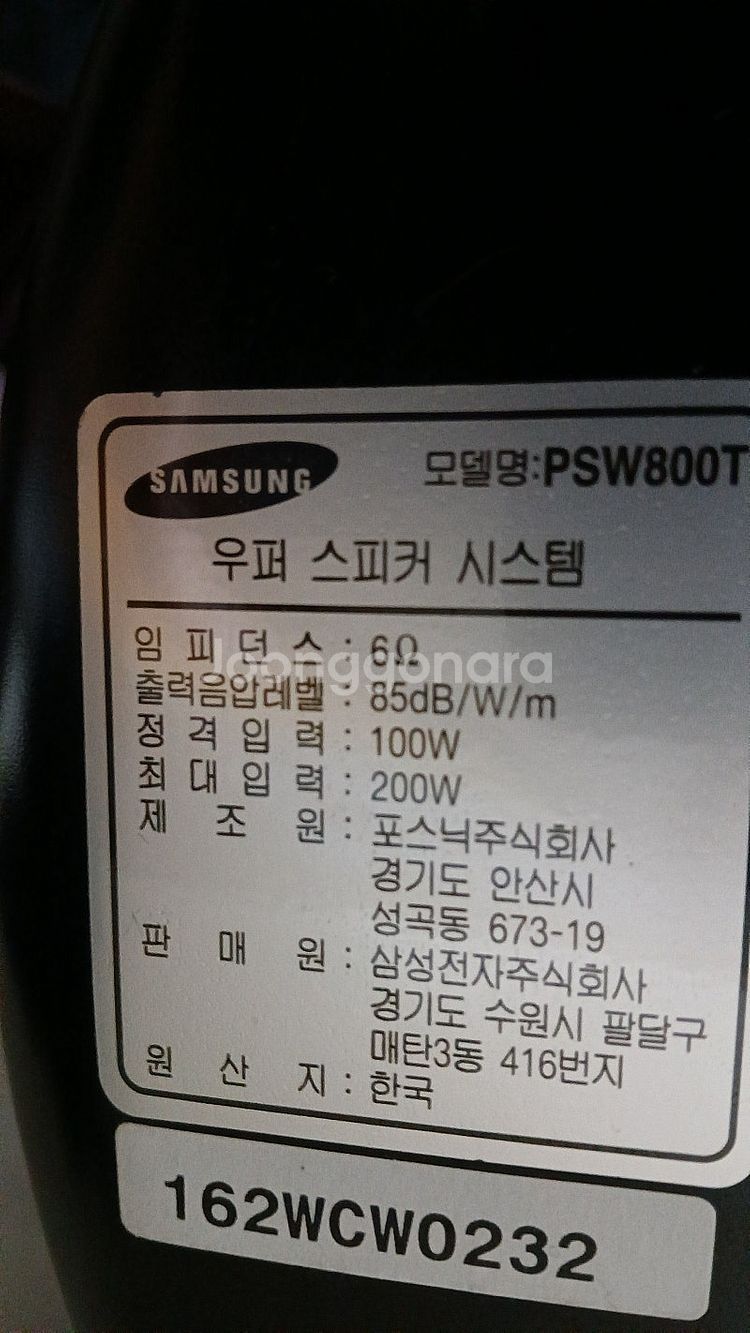 SAMSUNG 모델명:PSW800T
우퍼 스피커 시스템
임 피 던 스 : 6Ω
출력음압레벨 : 85dB/W/m
정 격 입 력 : 100W
최 대 입 력 : 200W
제 조 원 : 포스닉주식회사
경기도 안산시
성곡동 673-19
판 매 원 : 삼성전자주식회사
경기도 수원시 팔달구
매탄3동 416번지
원 산 지 : 한국
162WCW0232
Joonggonara